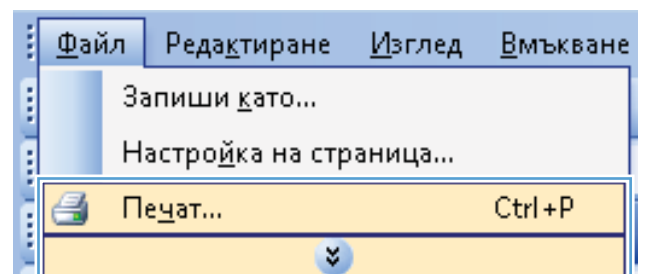 Файл Редактиране Изглед Вмъкване
Запиши като...
Настройка на страница...
Печат... Ctrl+P